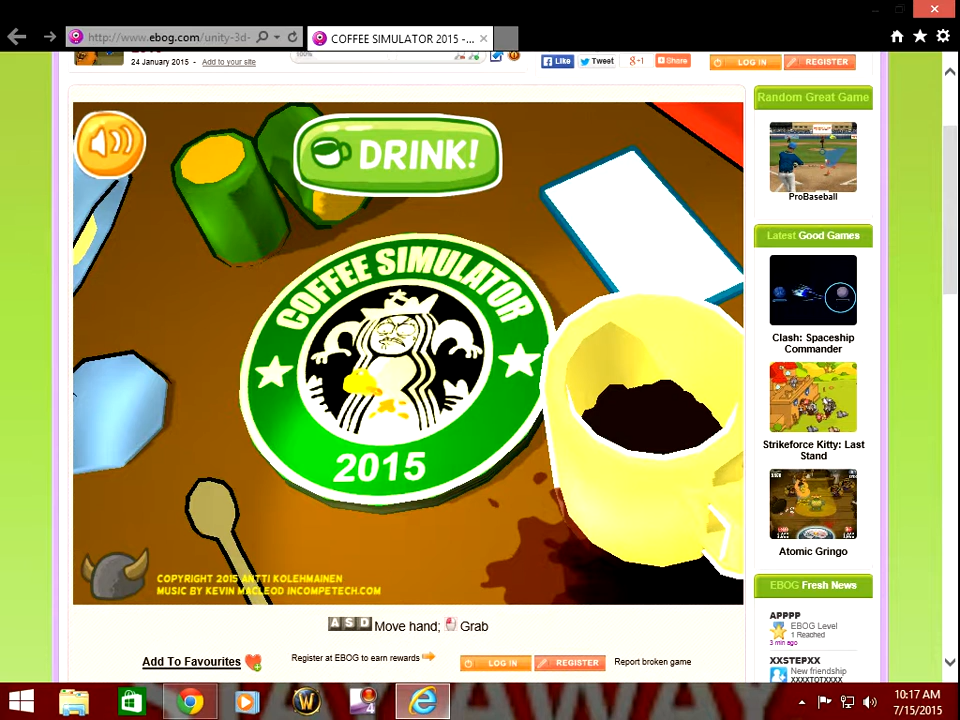 http://www.ebog.com/unity-3d-
COFFEE SIMULATOR 2015 -...
24 January 2015 - Add to your site
100%
Like
Tweet
g+1
Share
LOG IN
REGISTER
Random Great Game
DRINK!
ProBaseball
Latest Good Games
COFFEE SIMULATOR
2015
Clash: Spaceship
Commander
Strikeforce Kitty: Last
Stand
Atomic Gringo
COPYRIGHT 2015 ANTTI KOLEHMAINEN
MUSIC BY KEVIN MACLEOD INCOMPETECH.COM
EBOG Fresh News
A S D Move hand; Grab
APPPP
EBOG Level
1 Reached
3 min ago
Add To Favourites
Register at EBOG to earn rewards
LOG IN
REGISTER
Report broken game
XXSTEPXX
New friendship
XXXXTOTXXXX
4
10:17 AM
7/15/2015